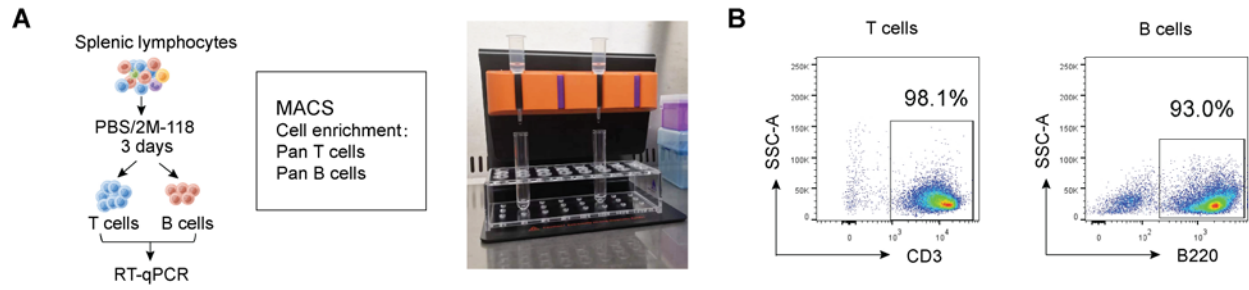 A
Splenic lymphocytes
PBS/2M-118
3 days
T cells
B cells
RT-qPCR
MACS
Cell enrichment:
Pan T cells
Pan B cells
B
T cells
98.1%
SSC-A
250K
200K
150K
100K
50K
0
0
10³
10⁴
CD3
B cells
93.0%
SSC-A
250K
200K
150K
100K
50K
0
0
10²
10³
B220